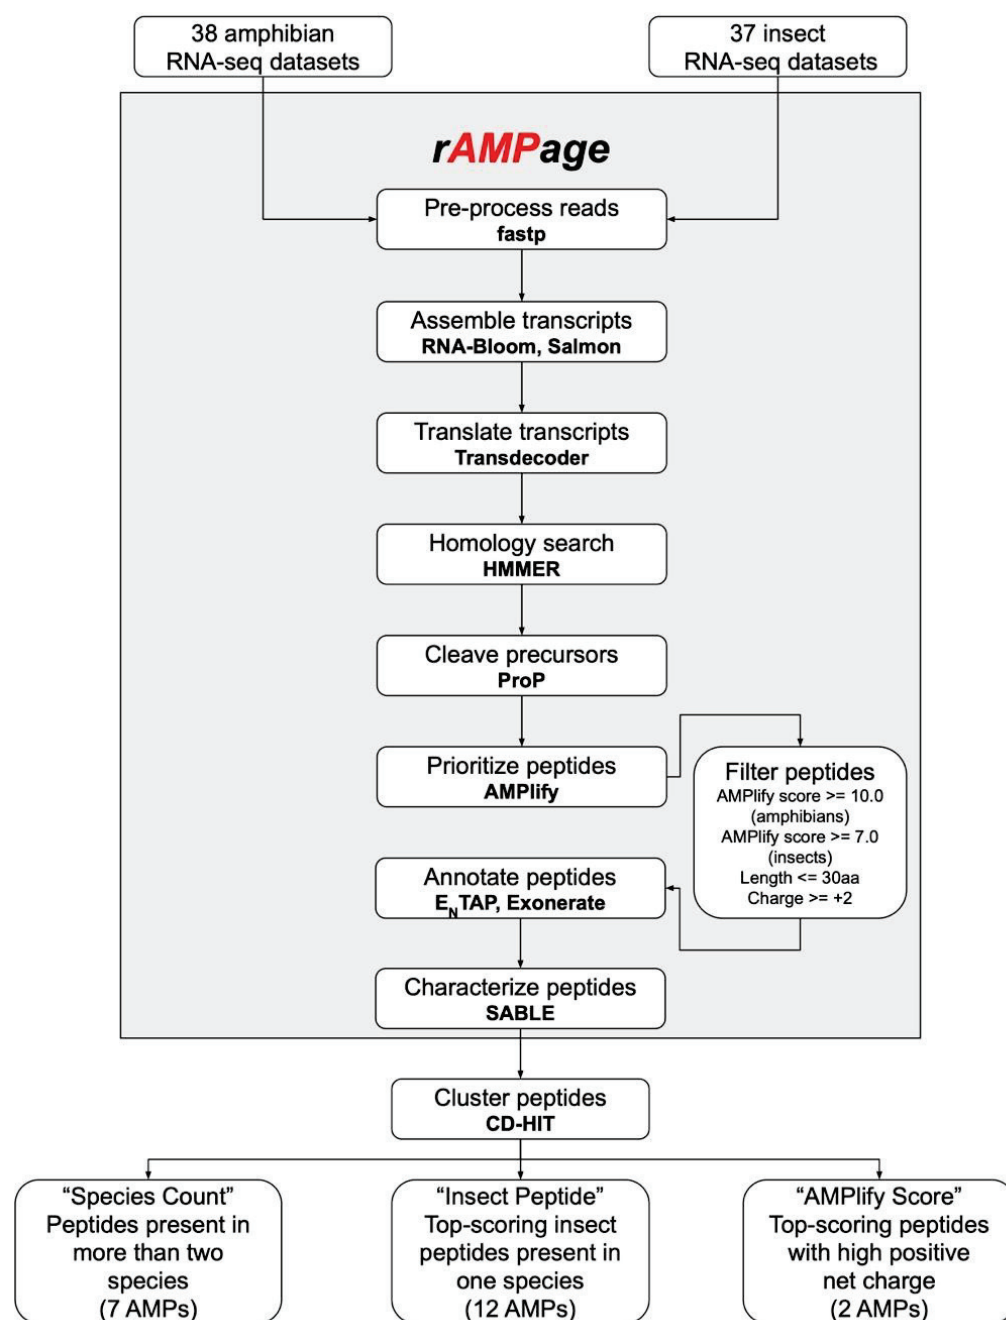 38 amphibian
RNA-seq datasets
37 insect
RNA-seq datasets
rAMPage
Pre-process reads
fastp
Assemble transcripts
RNA-Bloom, Salmon
Translate transcripts
Transdecoder
Homology search
HMMER
Cleave precursors
ProP
Prioritize peptides
AMPlify
Filter peptides
AMPlify score >= 10.0
(amphibians)
AMPlify score >= 7.0
(insects)
Length <= 30aa
Charge >= +2
Annotate peptides
E_NTAP, Exonerate
Characterize peptides
SABLE
Cluster peptides
CD-HIT
“Species Count”
Peptides present in
more than two
species
(7 AMPs)
“Insect Peptide”
Top-scoring insect
peptides present in
one species
(12 AMPs)
“AMPlify Score”
Top-scoring peptides
with high positive
net charge
(2 AMPs)